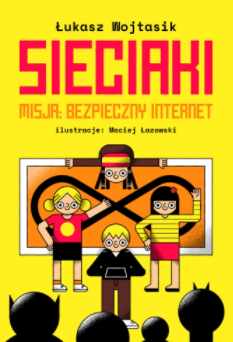 Łukasz Wojtasik
SIECIAKI
MISJA: BEZPIECZNY INTERNET
ilustracje: Maciej Łazowski